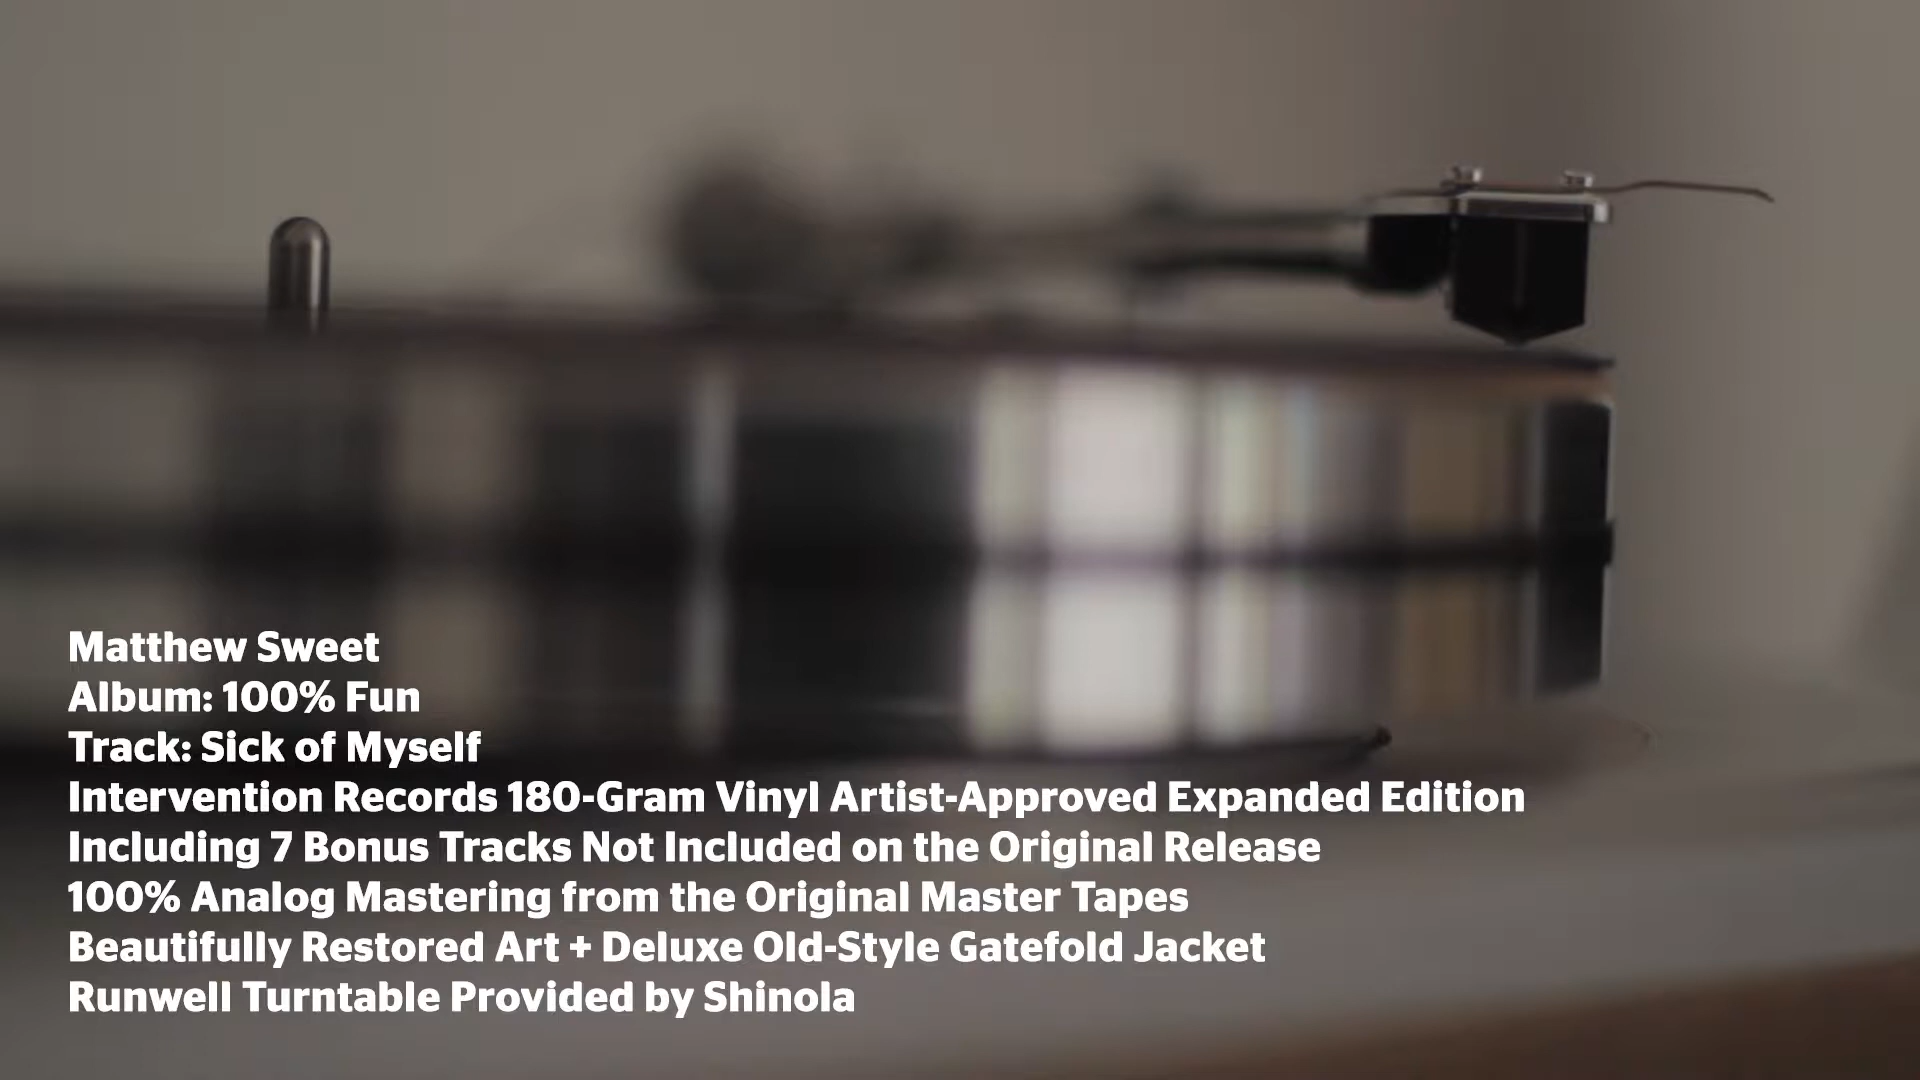 Matthew Sweet
Album: 100% Fun
Track: Sick of Myself
Intervention Records 180-Gram Vinyl Artist-Approved Expanded Edition
Including 7 Bonus Tracks Not Included on the Original Release
100% Analog Mastering from the Original Master Tapes
Beautifully Restored Art + Deluxe Old-Style Gatefold Jacket
Runwell Turntable Provided by Shinola